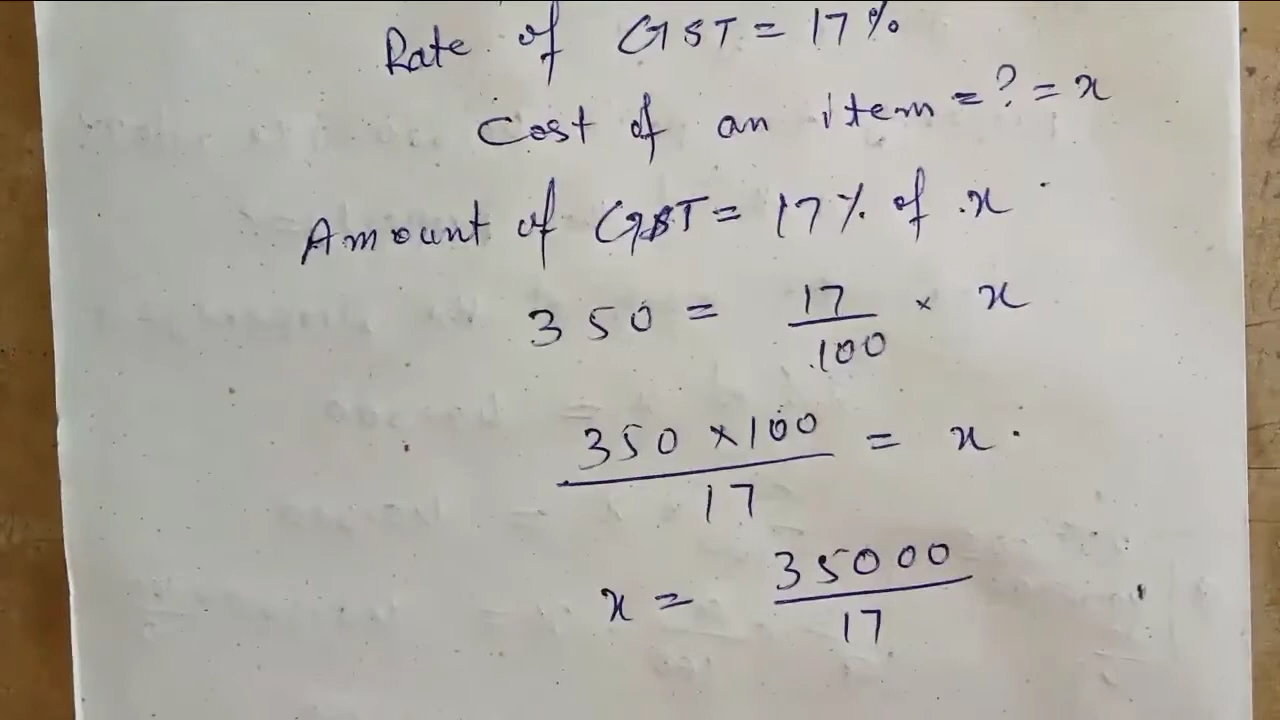 Rate of GST = 17%
Cost of an item = ? = x
Amount of GST = 17% of x
350 = 17/100 × x
350 × 100/17 = x.
x = 35000/17